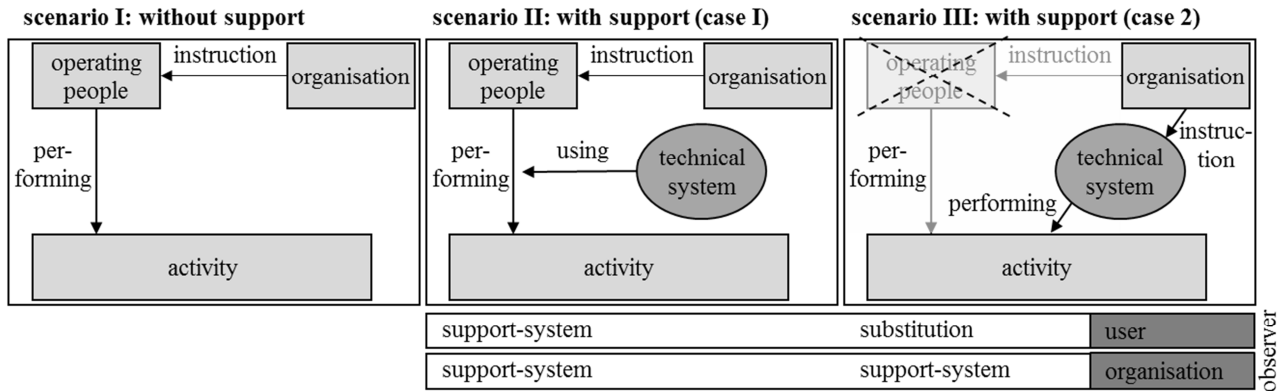 scenario I: without support
operating
people
instruction
organisation
per-
forming
activity
scenario II: with support (case I)
operating
people
instruction
organisation
per-
forming
using
technical
system
activity
scenario III: with support (case 2)
operating
people
instruction
organisation
instruc-
tion
per-
forming
technical
system
performing
activity
support-system substitution user
support-system support-system organisation
observer